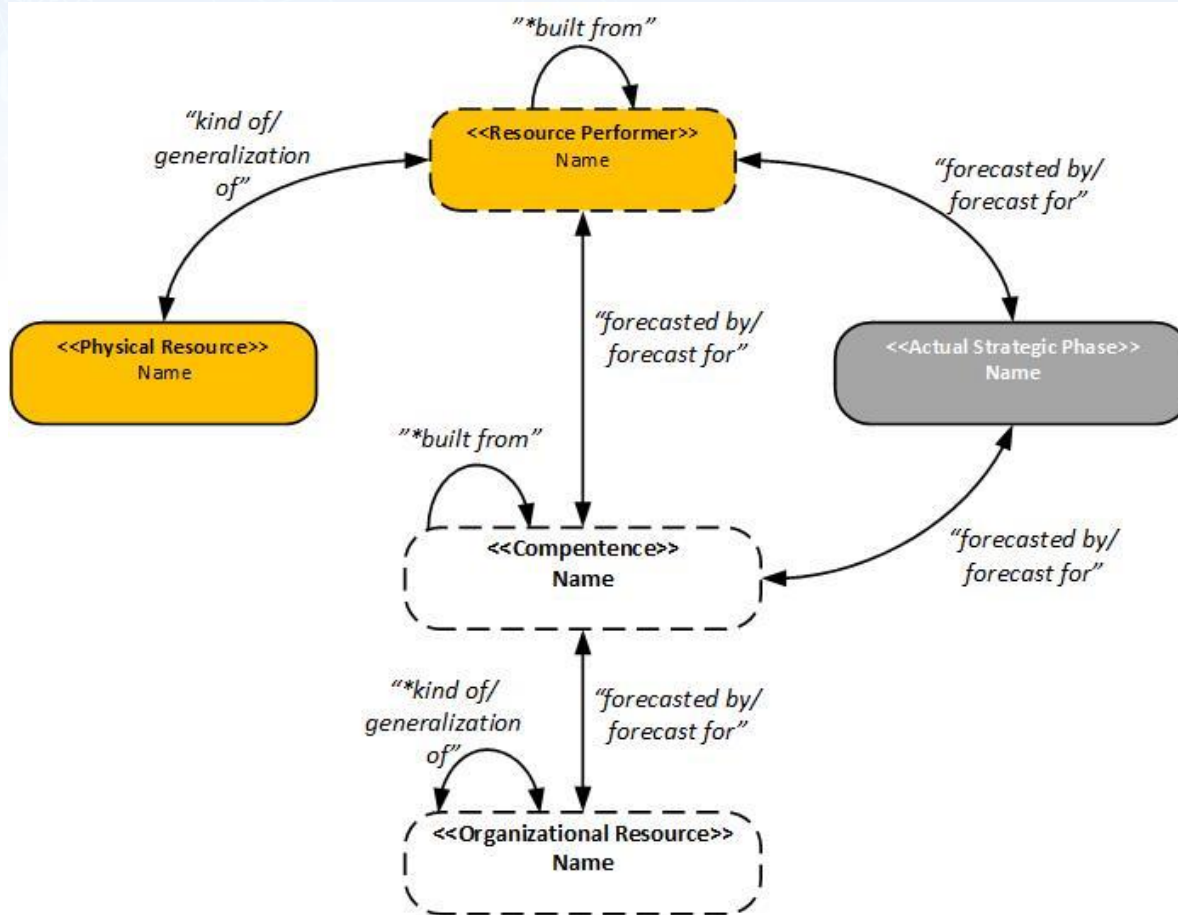 ”*built from”
“kind of/
generalization
of”
<<Resource Performer>>
Name
“forecasted by/
forecast for”
<<Physical Resource>>
Name
“forecasted by/
forecast for”
<<Actual Strategic Phase>>
Name
”*built from”
<<Compentence>>
Name
“forecasted by/
forecast for”
“*kind of/
generalization
of”
“forecasted by/
forecast for”
<<Organizational Resource>>
Name